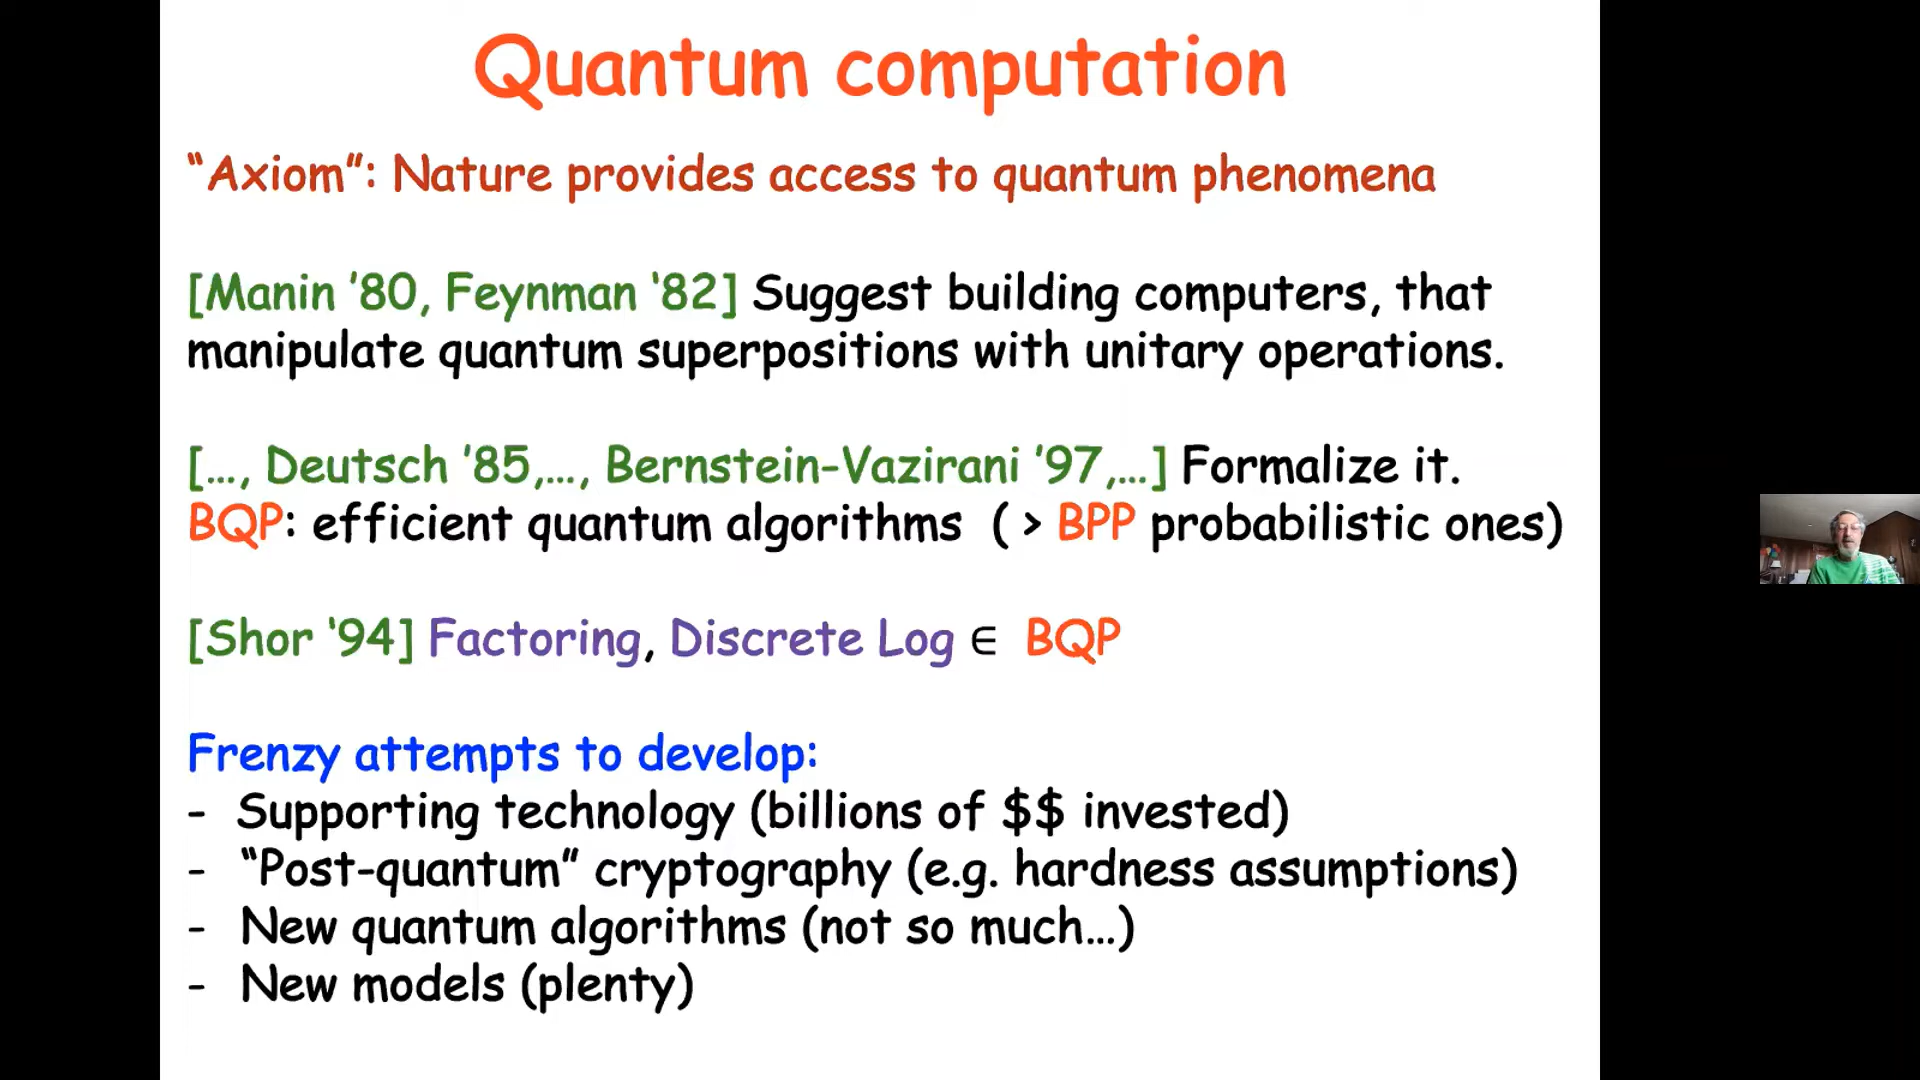 Quantum computation
“Axiom”: Nature provides access to quantum phenomena
[Manin ’80, Feynman ‘82] Suggest building computers, that
manipulate quantum superpositions with unitary operations.
[…, Deutsch ’85,…, Bernstein-Vazirani ’97,…] Formalize it.
BQP: efficient quantum algorithms ( > BPP probabilistic ones)
[Shor ‘94] Factoring, Discrete Log ∈ BQP
Frenzy attempts to develop:
- Supporting technology (billions of $$ invested)
- “Post-quantum” cryptography (e.g. hardness assumptions)
- New quantum algorithms (not so much…)
- New models (plenty)